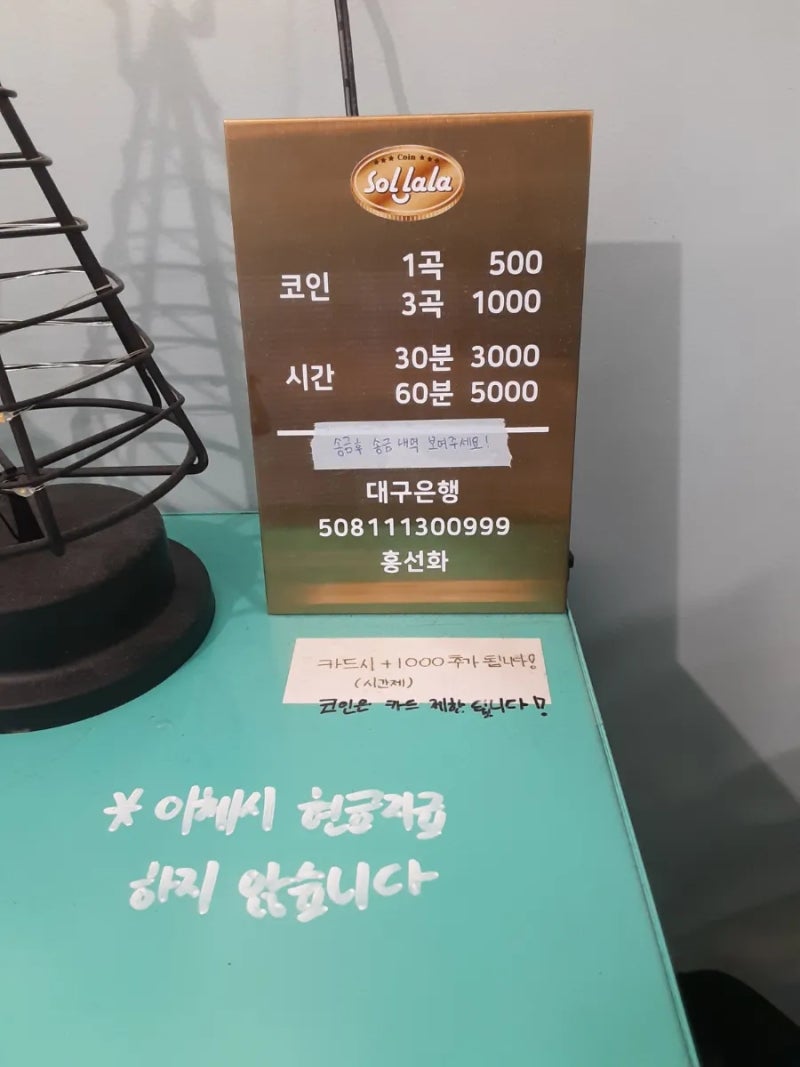 ★★★ Coin ★★★
Sollala
코인
1곡 500
3곡 1000
시간
30분 3000
60분 5000
송금후 송금 내역 보여주세요!
대구은행
508111300999
홍선화
카드시 +1000 추가 됩니다!
(시간제)
코인은 카드 제한 됩니다!
* 이체시 현금지급
하지 않습니다